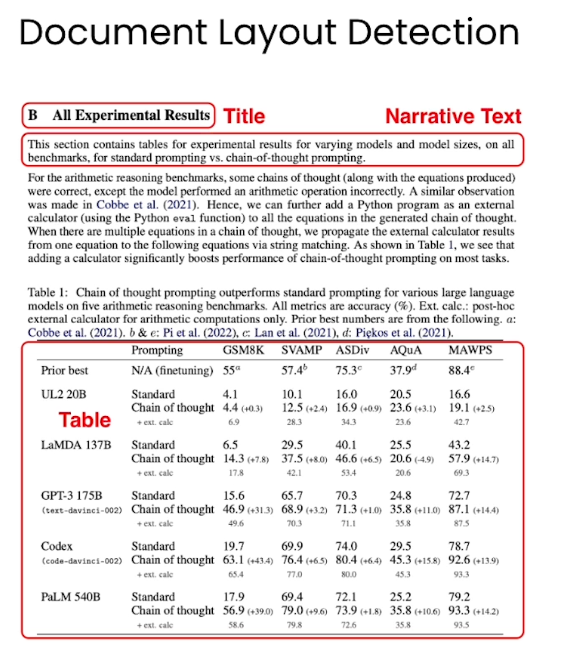 Document Layout Detection
B All Experimental Results Title Narrative Text
This section contains tables for experimental results for varying models and model sizes, on all
benchmarks, for standard prompting vs. chain-of-thought prompting.
For the arithmetic reasoning benchmarks, some chains of thought (along with the equations produced)
were correct, except the model performed an arithmetic operation incorrectly. A similar observation
was made in Cobbe et al. (2021). Hence, we can further add a Python program as an external
calculator (using the Python eval function) to all the equations in the generated chain of thought.
When there are multiple equations in a chain of thought, we propagate the external calculator results
from one equation to the following equations via string matching. As shown in Table 1, we see that
adding a calculator significantly boosts performance of chain-of-thought prompting on most tasks.
Table 1: Chain of thought prompting outperforms standard prompting for various large language
models on five arithmetic reasoning benchmarks. All metrics are accuracy (%). Ext. calc.: post-hoc
external calculator for arithmetic computations only. Prior best numbers are from the following. a:
Cobbe et al. (2021). b & e: Pi et al. (2022), c: Lan et al. (2021), d: Piękos et al. (2021).
Prompting GSM8K SVAMP ASDiv AQuA MAWPS
Prior best N/A (finetuning) 55a 57.4b 75.3c 37.9d 88.4e
UL2 20B Standard 4.1 10.1 16.0 20.5 16.6
Chain of thought 4.4 (+0.3) 12.5 (+2.4) 16.9 (+0.9) 23.6 (+3.1) 19.1 (+2.5)
Table + ext. calc 6.9 28.3 34.3 23.6 42.7
LaMDA 137B Standard 6.5 29.5 40.1 25.5 43.2
Chain of thought 14.3 (+7.8) 37.5 (+8.0) 46.6 (+6.5) 20.6 (-4.9) 57.9 (+14.7)
+ ext. calc 17.8 42.1 53.4 20.6 69.3
GPT-3 175B Standard 15.6 65.7 70.3 24.8 72.7
(text-davinci-002) Chain of thought 46.9 (+31.3) 68.9 (+3.2) 71.3 (+1.0) 35.8 (+11.0) 87.1 (+14.4)
+ ext. calc 49.6 70.3 71.1 35.8 87.5
Codex Standard 19.7 69.9 74.0 29.5 78.7
(code-davinci-002) Chain of thought 63.1 (+43.4) 76.4 (+6.5) 80.4 (+6.4) 45.3 (+15.8) 92.6 (+13.9)
+ ext. calc 65.4 77.0 80.0 45.3 93.3
PaLM 540B Standard 17.9 69.4 72.1 25.2 79.2
Chain of thought 56.9 (+39.0) 79.0 (+9.6) 73.9 (+1.8) 35.8 (+10.6) 93.3 (+14.2)
+ ext. calc 58.6 79.8 72.6 35.8 93.5